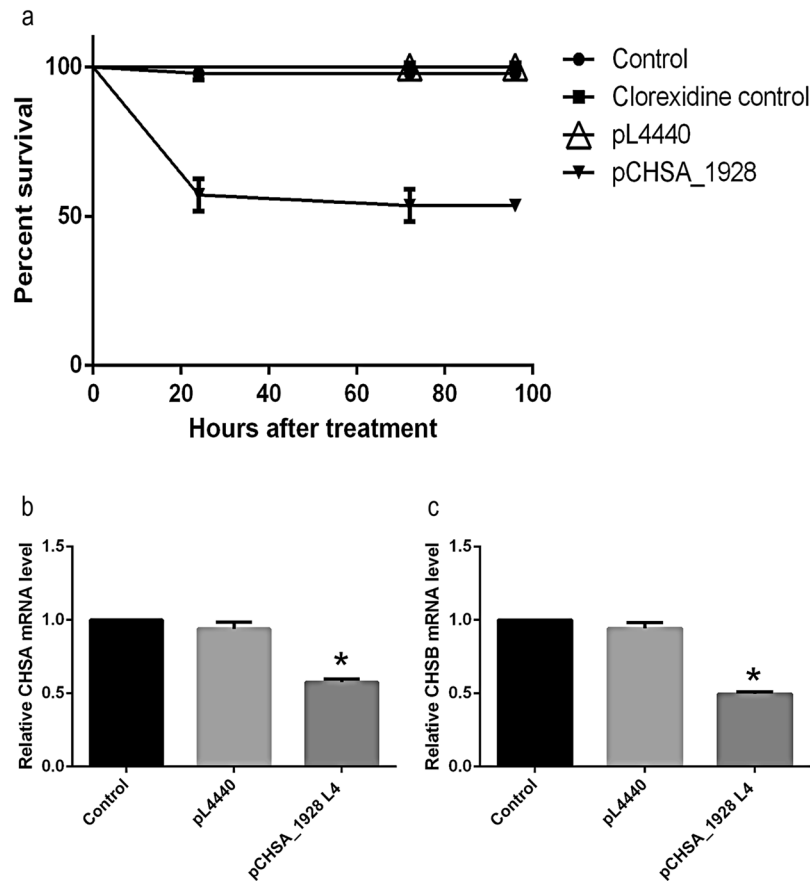 a
Percent survival
100
50
0
0 20 40 60 80 100
Hours after treatment
Control
Clorexidine control
pL4440
pCHSA_1928
b
Relative CHSA mRNA level
1.5
1.0
0.5
0.0
*
Control
pL4440
pCHSA_1928 L4
c
Relative CHSB mRNA level
1.5
1.0
0.5
0.0
*
Control
pL4440
pCHSA_1928 L4